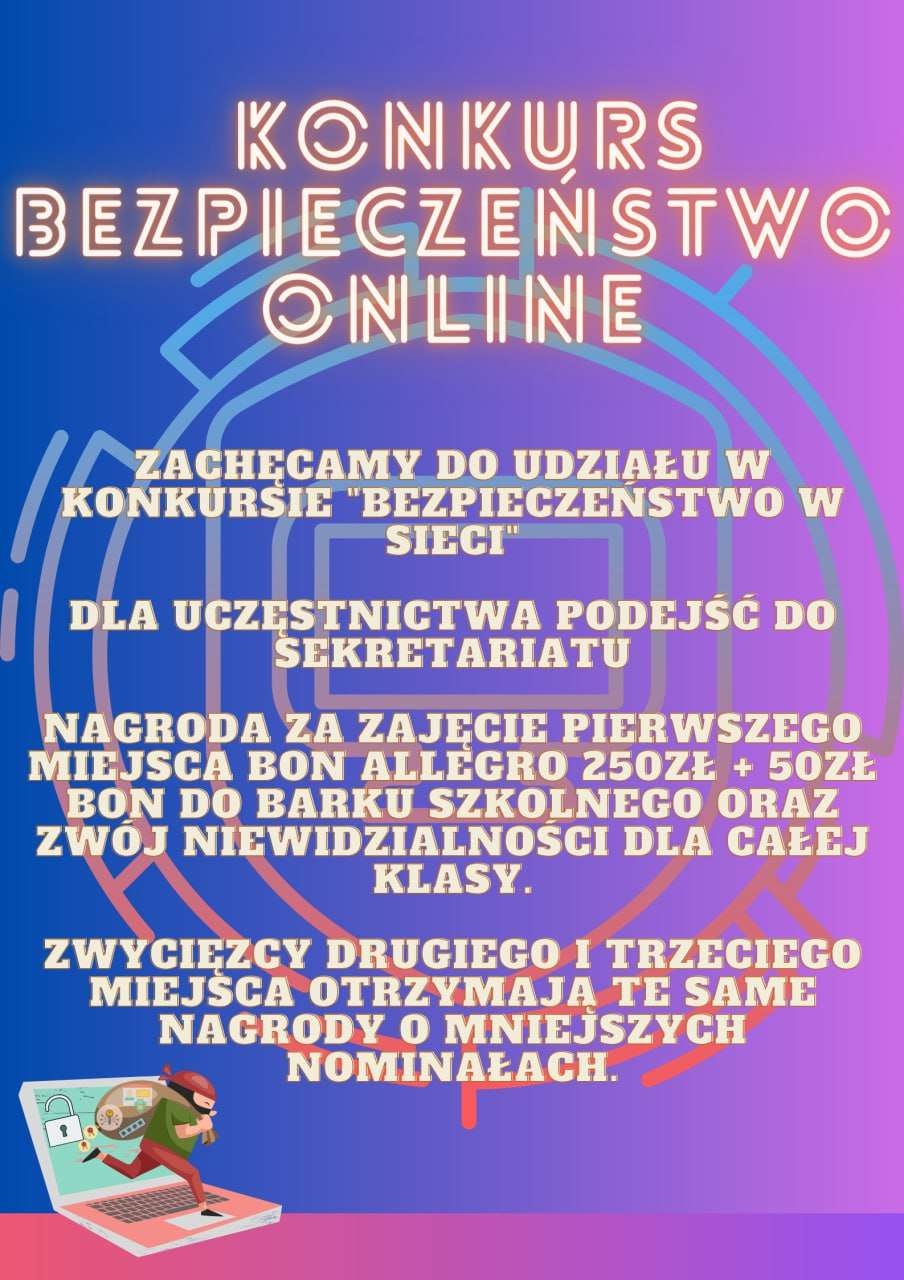 KONKURS
BEZPIECZEŃSTWO
ONLINE
ZACHĘCAMY DO UDZIAŁU W
KONKURSIE "BEZPIECZEŃSTWO W
SIECI"
DLA UCZĘSTNICTWA PODEJŚĆ DO
SEKRETARIATU
NAGRODA ZA ZAJĘCIE PIERWSZEGO
MIEJSCA BON ALLEGRO 250ZŁ + 50ZŁ
BON DO BARKU SZKOLNEGO ORAZ
ZWÓJ NIEWIDZIALNOŚCI DLA CAŁEJ
KLASY.
ZWYCIĘZCY DRUGIEGO I TRZECIEGO
MIEJSCA OTRZYMAJĄ TE SAME
NAGRODY O MNIEJSZYCH
NOMINAŁACH.